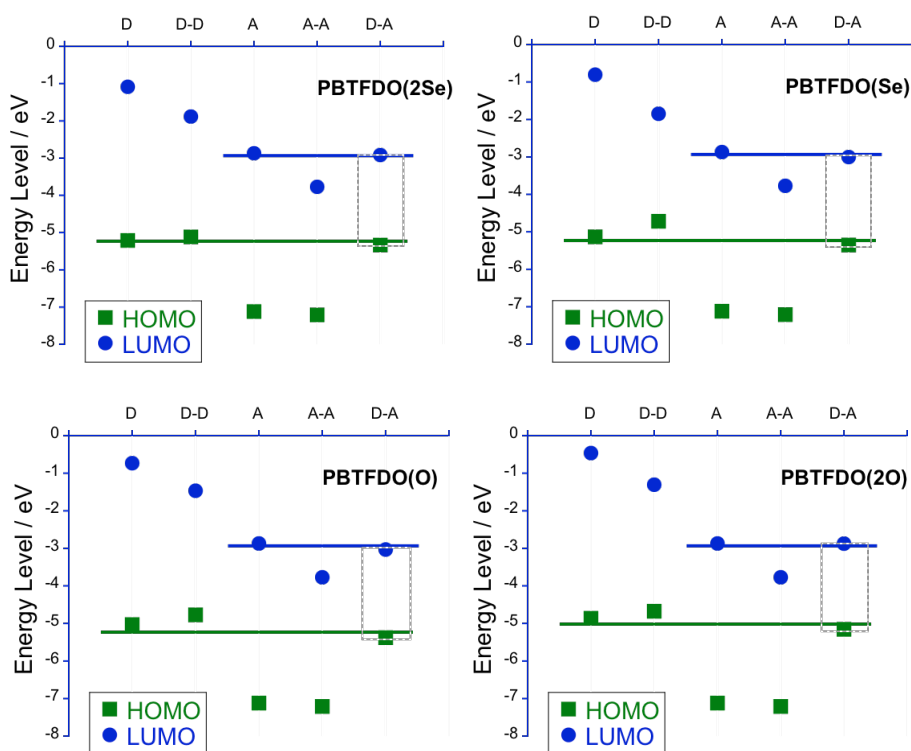 D D-D A A-A D-A
0
-1
-2
-3
-4
-5
-6
-7
-8
Energy Level / eV
PBTFDO(2Se)
HOMO
LUMO
D D-D A A-A D-A
0
-1
-2
-3
-4
-5
-6
-7
-8
Energy Level / eV
PBTFDO(Se)
HOMO
LUMO
D D-D A A-A D-A
0
-1
-2
-3
-4
-5
-6
-7
-8
Energy Level / eV
PBTFDO(O)
HOMO
LUMO
D D-D A A-A D-A
0
-1
-2
-3
-4
-5
-6
-7
-8
Energy Level / eV
PBTFDO(2O)
HOMO
LUMO